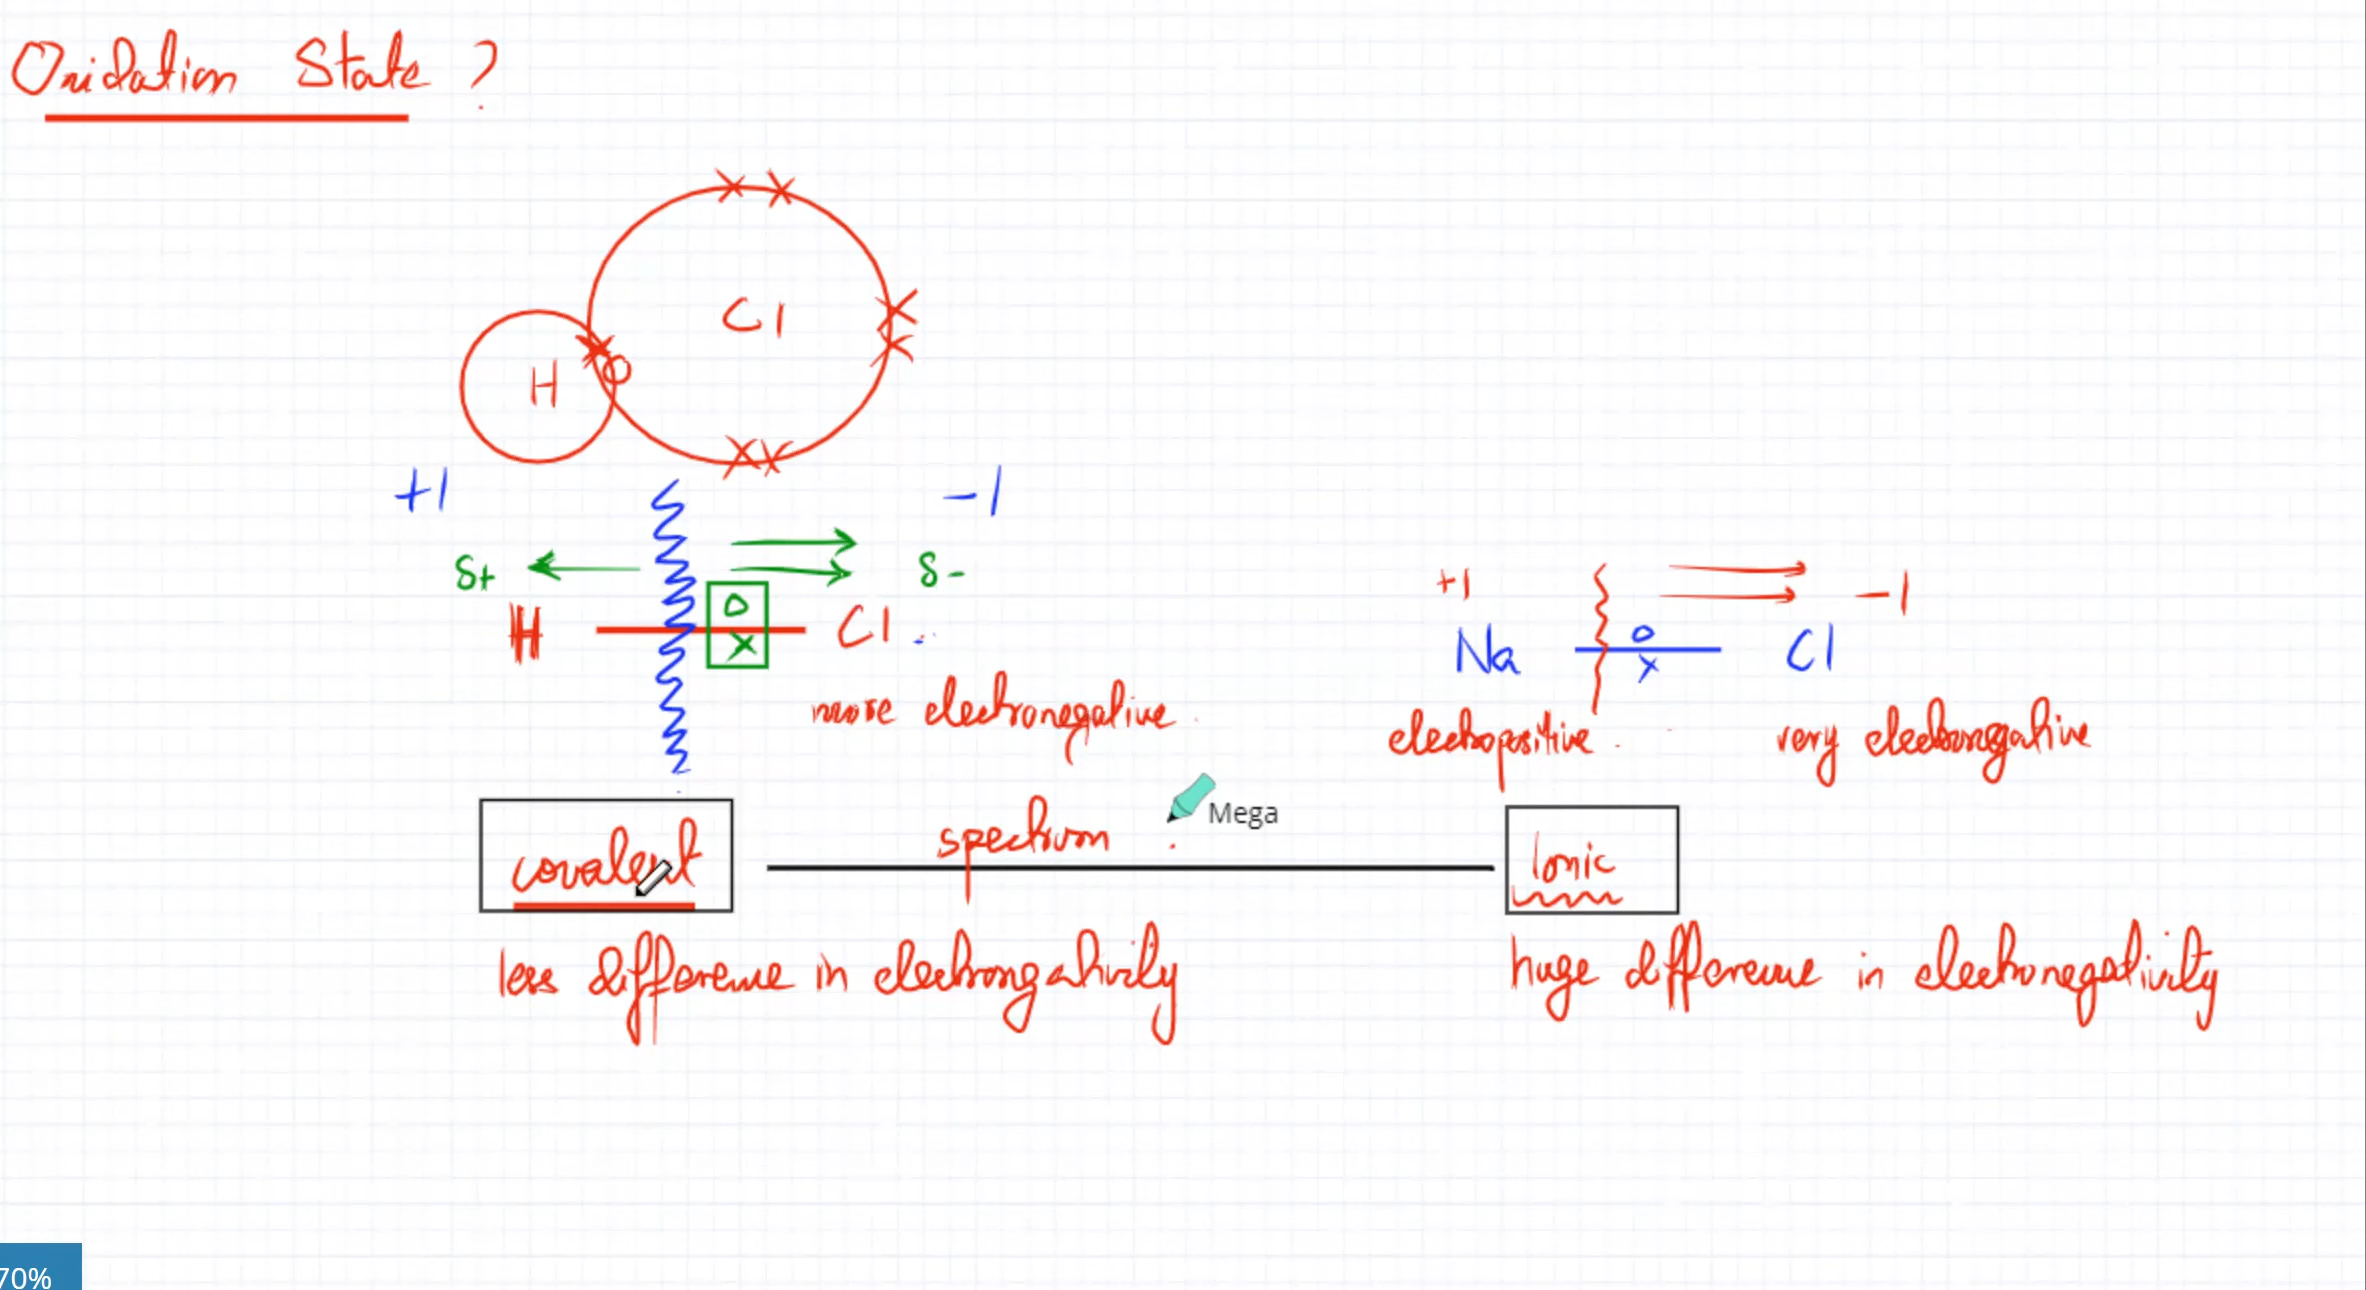 Oxidation State ?
Cl
H
+1
-1
δ+
δ-
H
Cl
+1
-1
Na
Cl
more electronegative
electropositive
very electronegative
Mega
covalent
spectrum
Ionic
less difference in electrongativity
huge difference in electronegativity
70%